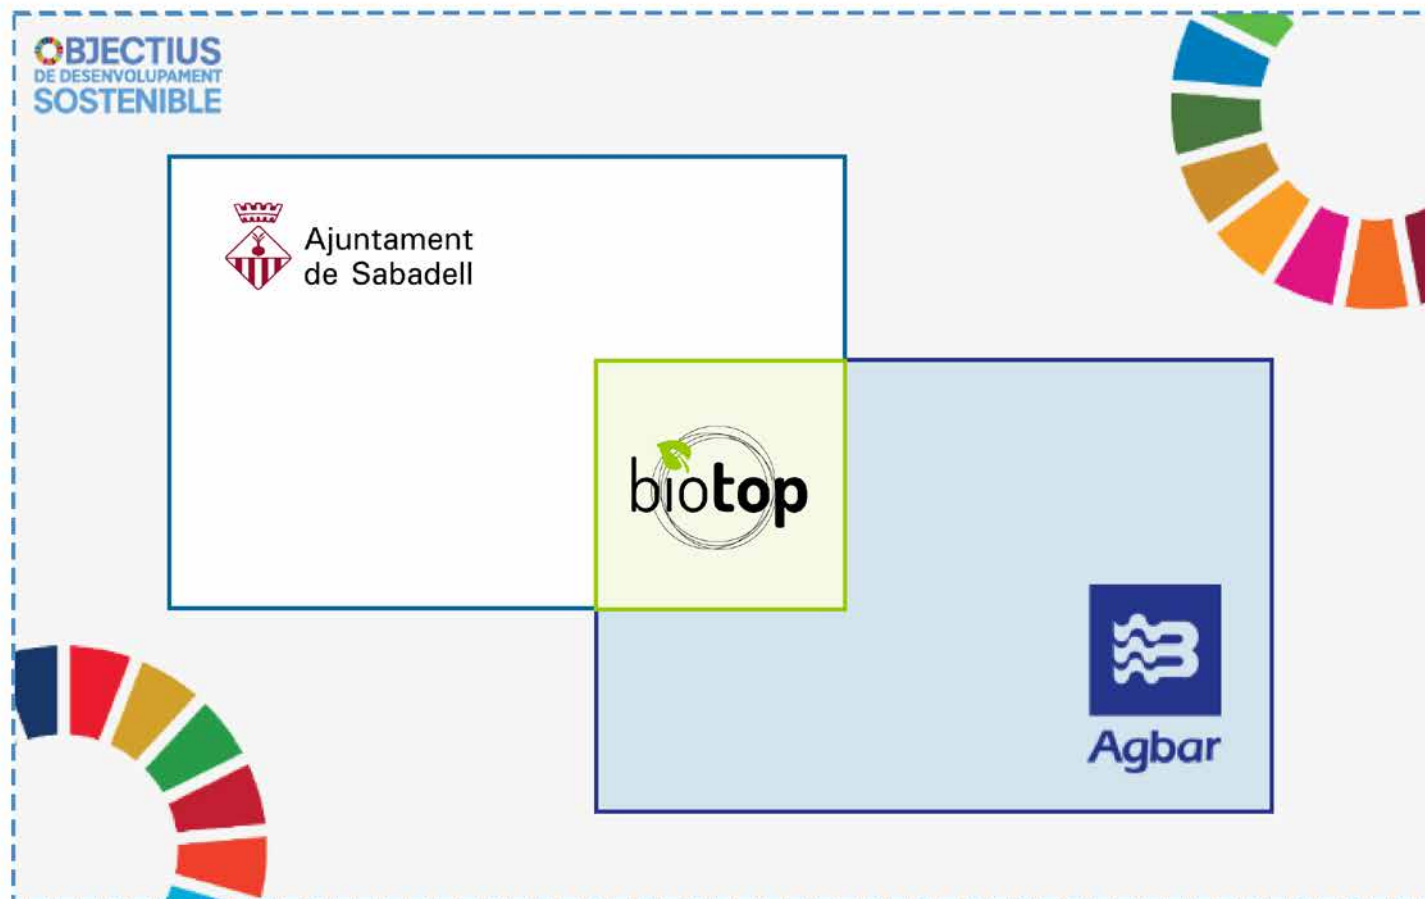 OBJECTIUS
DE DESENVOLUPAMENT
SOSTENIBLE
Ajuntament
de Sabadell
biotop
Agbar